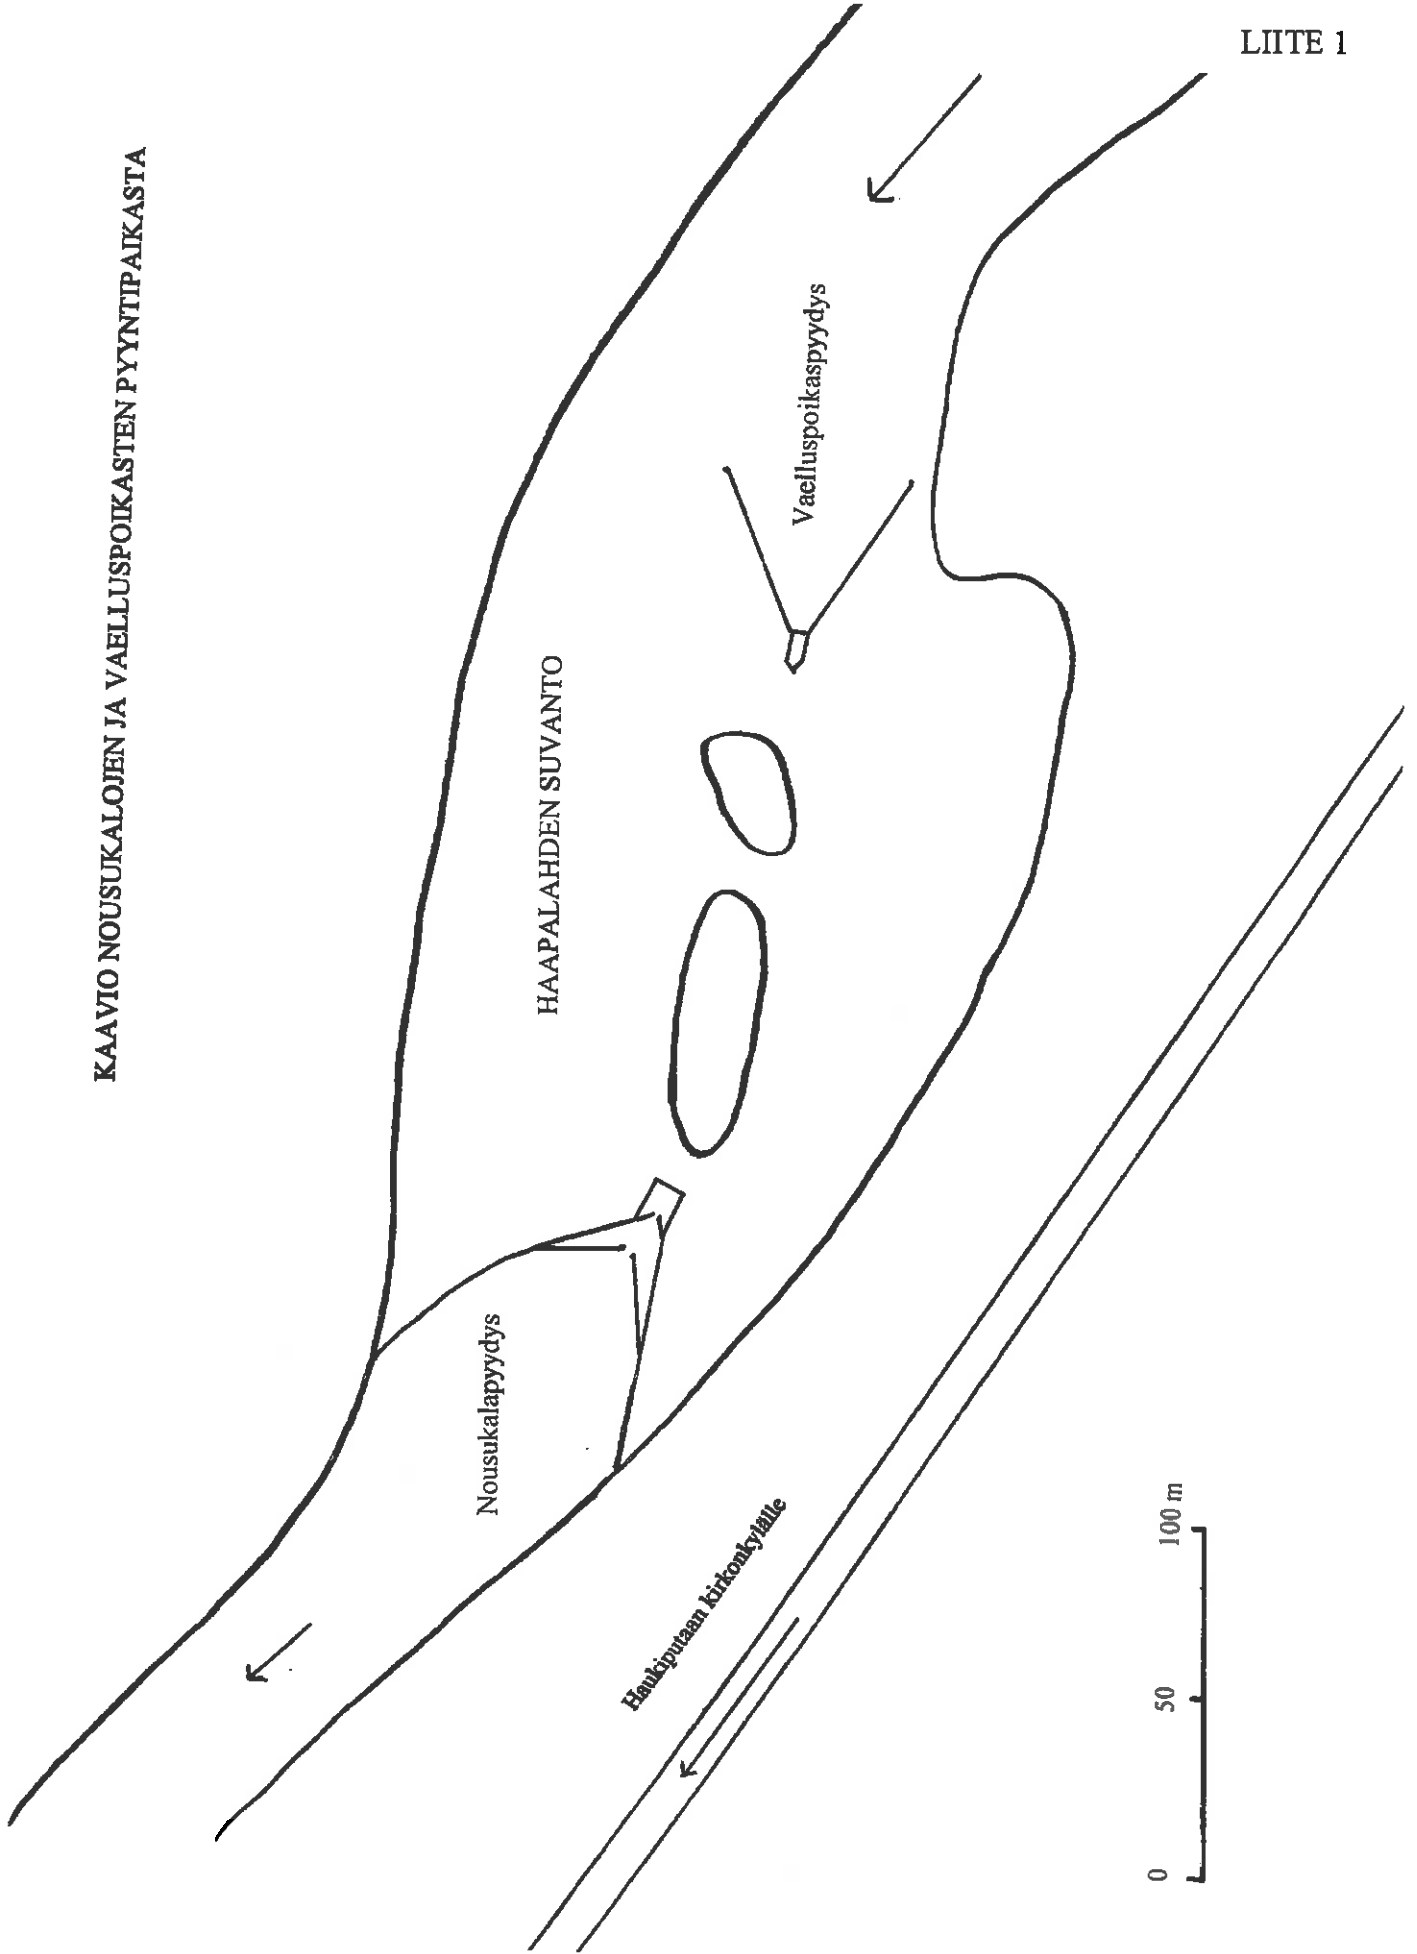 LIITE 1
KAAVIO NOUSUKALOJEN JA VAELLUSPOIKASTEN PYYNTIPAIKASTA
Vaelluspoikaspyydys
HAAPALAHDEN SUVANTO
Nousukalapyydys
Haukiputaan kirkonkylälle
0 50 100 m